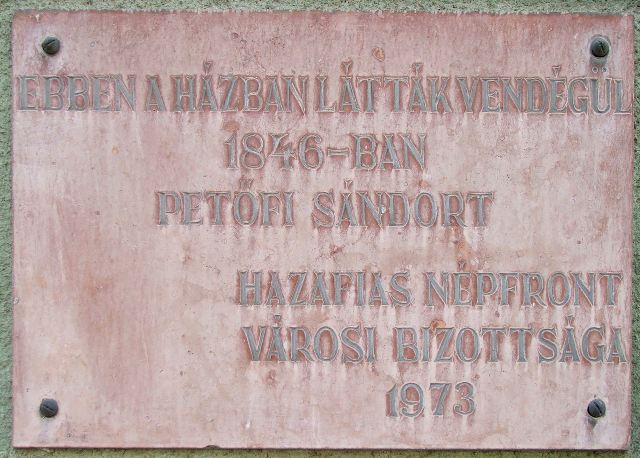 EBBEN A HÁZBAN LÁTTÁK VENDÉGÜL
1846-BAN
PETŐFI SÁNDORT
HAZAFIAS NÉPFRONT
VÁROSI BIZOTTSÁGA
1973